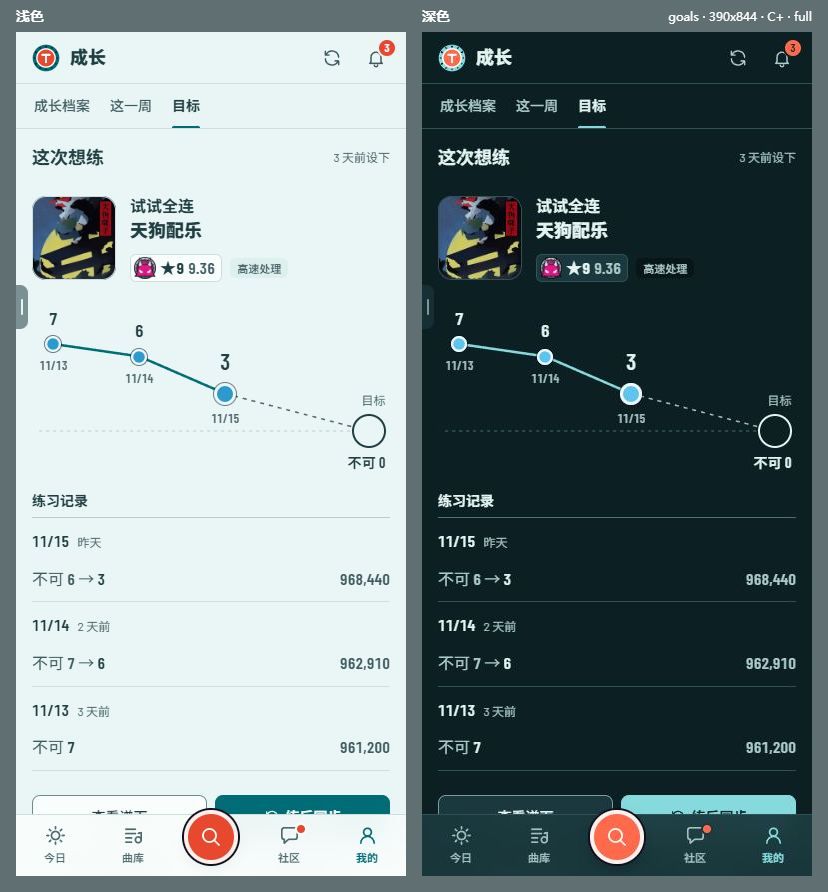 浅色
深色
goals · 390x844 · C+ · full
成长
3
成长档案 这一周 目标
这次想练
3 天前设下
试试全连
天狗配乐
★9 9.36
高速处理
7
11/13
6
11/14
3
11/15
目标
不可 0
练习记录
11/15 昨天
不可 6 → 3
968,440
11/14 2 天前
不可 7 → 6
962,910
11/13 3 天前
不可 7
961,200
今日
曲库
社区
我的
成长
3
成长档案 这一周 目标
这次想练
3 天前设下
试试全连
天狗配乐
★9 9.36
高速处理
7
11/13
6
11/14
3
11/15
目标
不可 0
练习记录
11/15 昨天
不可 6 → 3
968,440
11/14 2 天前
不可 7 → 6
962,910
11/13 3 天前
不可 7
961,200
今日
曲库
社区
我的